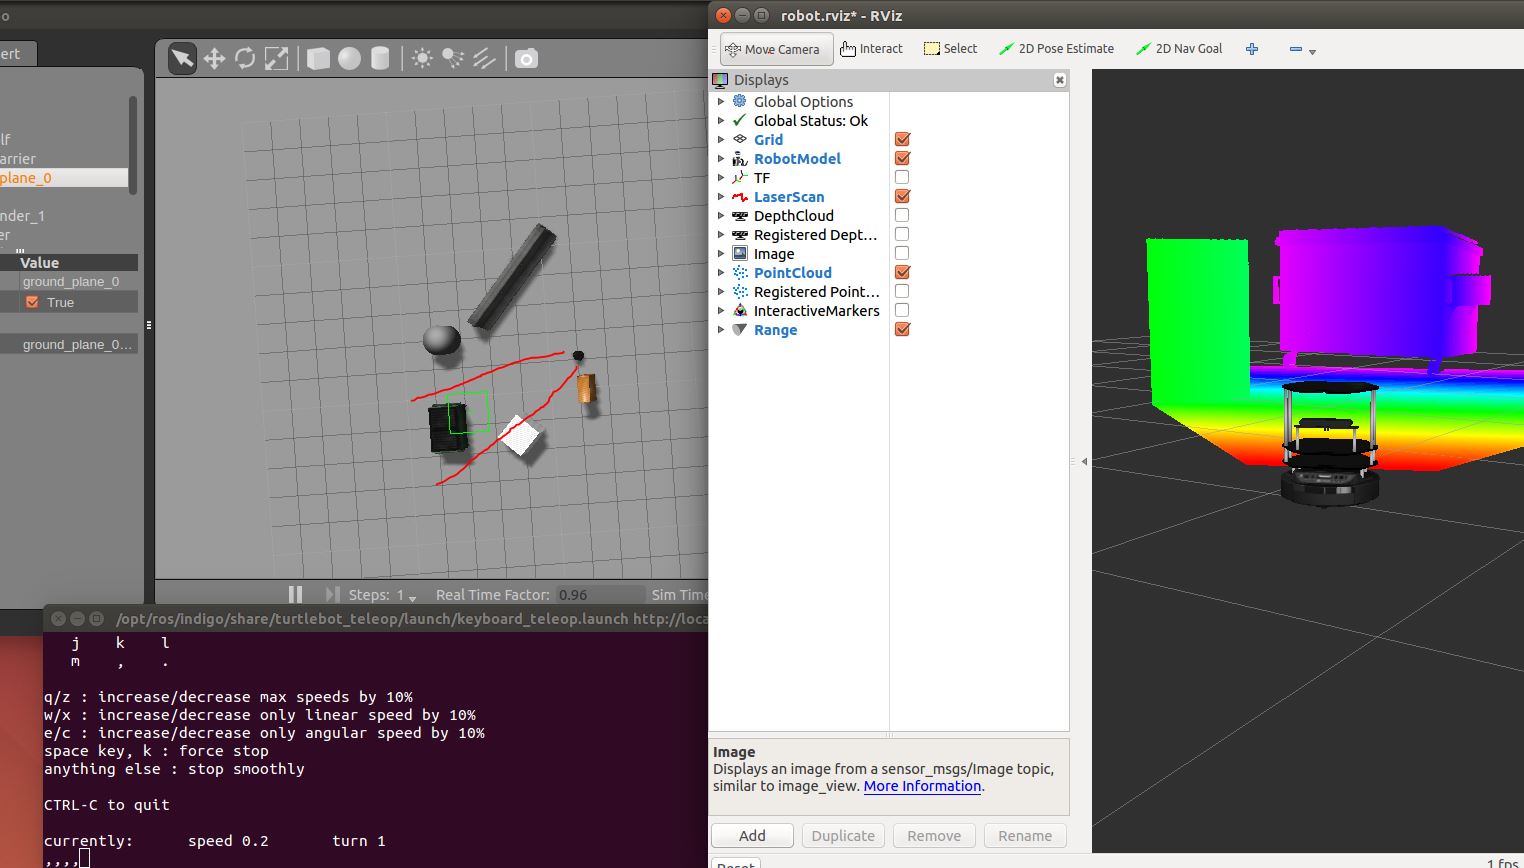 o
robot.rviz* - RViz
ert
Move Camera
Interact
Select
2D Pose Estimate
2D Nav Goal
Displays
Global Options
Global Status: Ok
Grid
RobotModel
TF
LaserScan
DepthCloud
Registered Dept...
Image
PointCloud
Registered Point...
InteractiveMarkers
Range
lf
arrier
plane_0
nder_1
er
Value
ground_plane_0
True
ground_plane_0...
Steps: 1
Real Time Factor: 0.96
Sim Time
/opt/ros/indigo/share/turtlebot_teleop/launch/keyboard_teleop.launch http://loca
j k l
m , .
q/z : increase/decrease max speeds by 10%
w/x : increase/decrease only linear speed by 10%
e/c : increase/decrease only angular speed by 10%
space key, k : force stop
anything else : stop smoothly
CTRL-C to quit
currently: speed 0.2 turn 1
,,,,
Image
Displays an image from a sensor_msgs/Image topic,
similar to image_view. More Information.
Add
Duplicate
Remove
Rename
Reset
1 fps